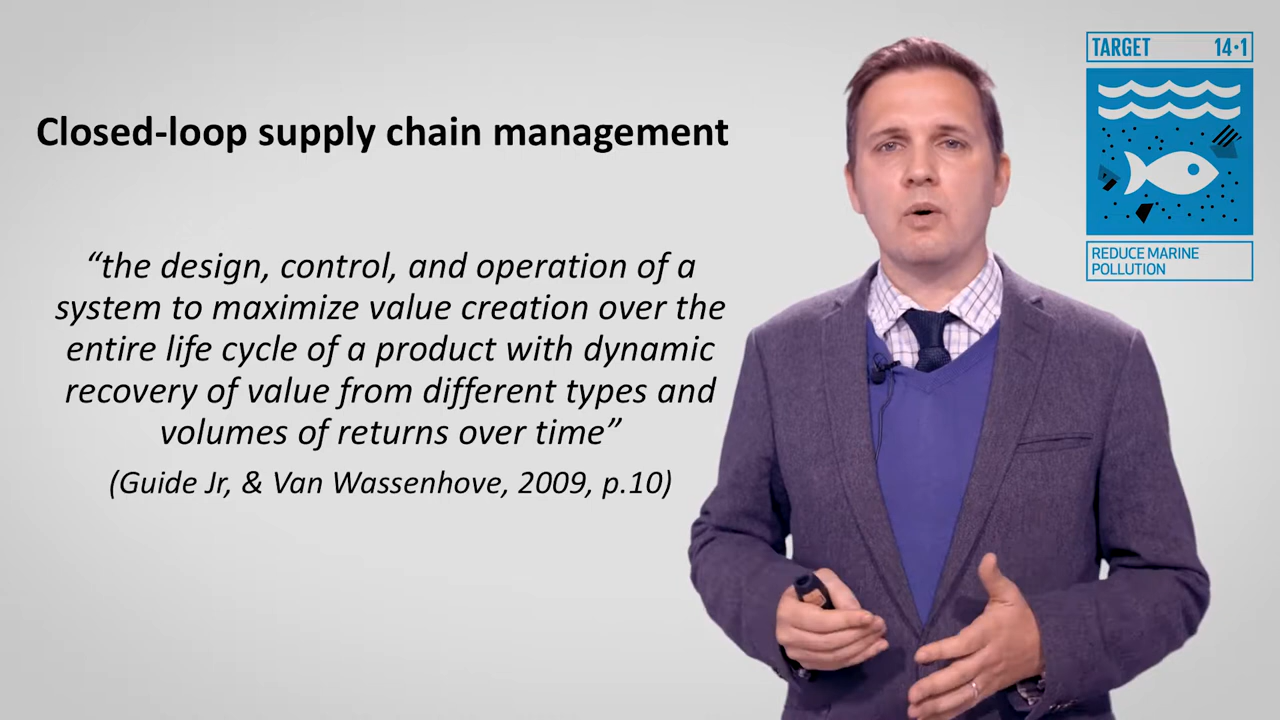 Closed-loop supply chain management
“the design, control, and operation of a
system to maximize value creation over the
entire life cycle of a product with dynamic
recovery of value from different types and
volumes of returns over time”
(Guide Jr, & Van Wassenhove, 2009, p.10)
TARGET 14·1
REDUCE MARINE
POLLUTION